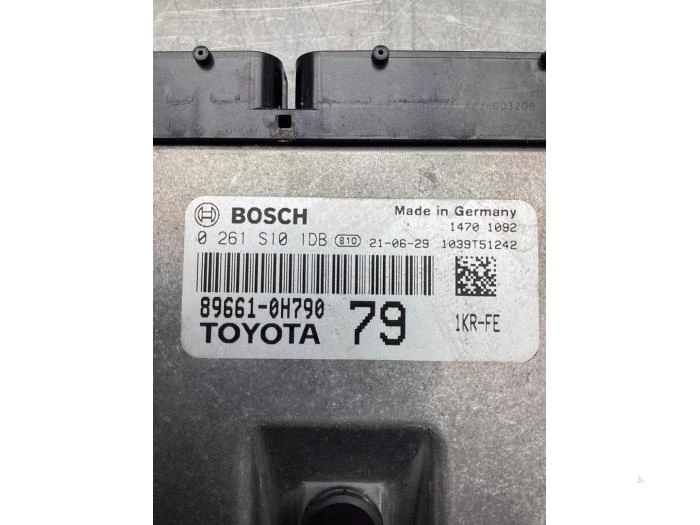 BOSCH
Made in Germany
1470 1092
0 261 S10 1DB 810 21-06-29 1039T51242
89661-0H790
TOYOTA 79 1KR-FE